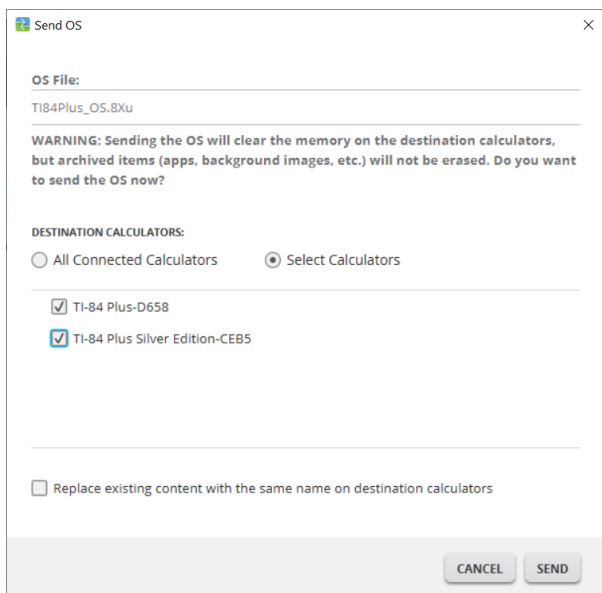 Send OS
OS File:
TI84Plus_OS.8Xu
WARNING: Sending the OS will clear the memory on the destination calculators,
but archived items (apps, background images, etc.) will not be erased. Do you want
to send the OS now?
DESTINATION CALCULATORS:
All Connected Calculators
Select Calculators
TI-84 Plus-D658
TI-84 Plus Silver Edition-CEB5
Replace existing content with the same name on destination calculators
CANCEL
SEND